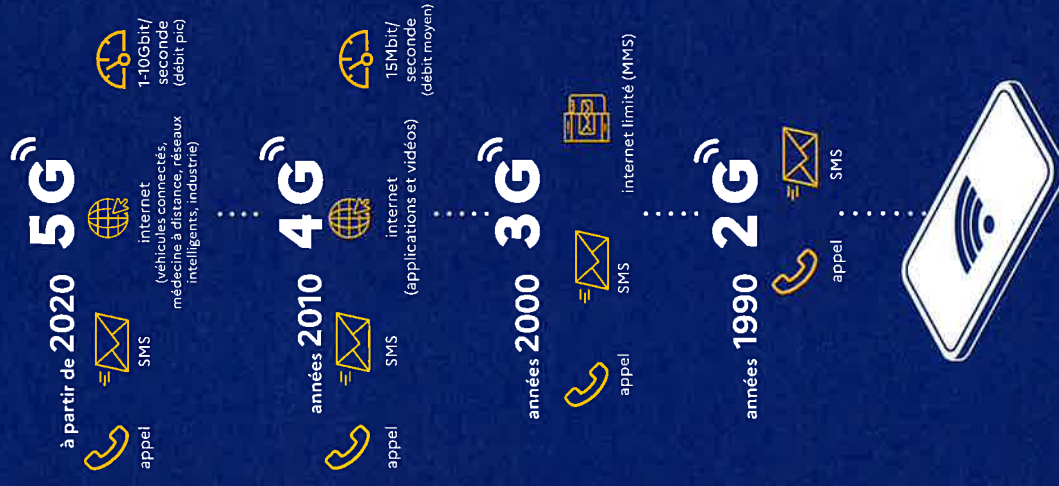 à partir de 2020 5G
appel
SMS
internet
(véhicules connectés,
médecine à distance, réseaux
intelligents, industrie)
1-10Gbit/
seconde
(débit pic)
années 2010 4G
appel
SMS
internet
(applications et vidéos)
15Mbit/
seconde
(débit moyen)
années 2000 3G
appel
SMS
internet limité (MMS)
années 1990 2G
appel
SMS